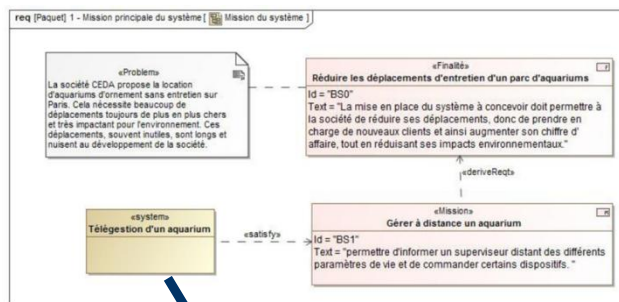 req [Paquet] 1 - Mission principale du système [ Mission du système ]
«Problem»
La société CEDA propose la location
d'aquariums d'ornement sans entretien sur
Paris. Cela nécessite beaucoup de
déplacements toujours de plus en plus chers
et très impactant pour l'environnement. Ces
déplacements, souvent inutiles, sont longs et
nuisent au développement de la société.
«Finalité»
Réduire les déplacements d'entretien d'un parc d'aquariums
Id = "BS0"
Text = "La mise en place du système à concevoir doit permettre à
la société de réduire ses déplacements, donc de prendre en
charge de nouveaux clients et ainsi augmenter son chiffre d'
affaire, tout en réduisant ses impacts environnementaux."
«deriveReqt»
«system»
Télégestion d'un aquarium
«satisfy»
«Mission»
Gérer à distance un aquarium
Id = "BS1"
Text = "permettre d'informer un superviseur distant des différents
paramètres de vie et de commander certains dispositifs. "